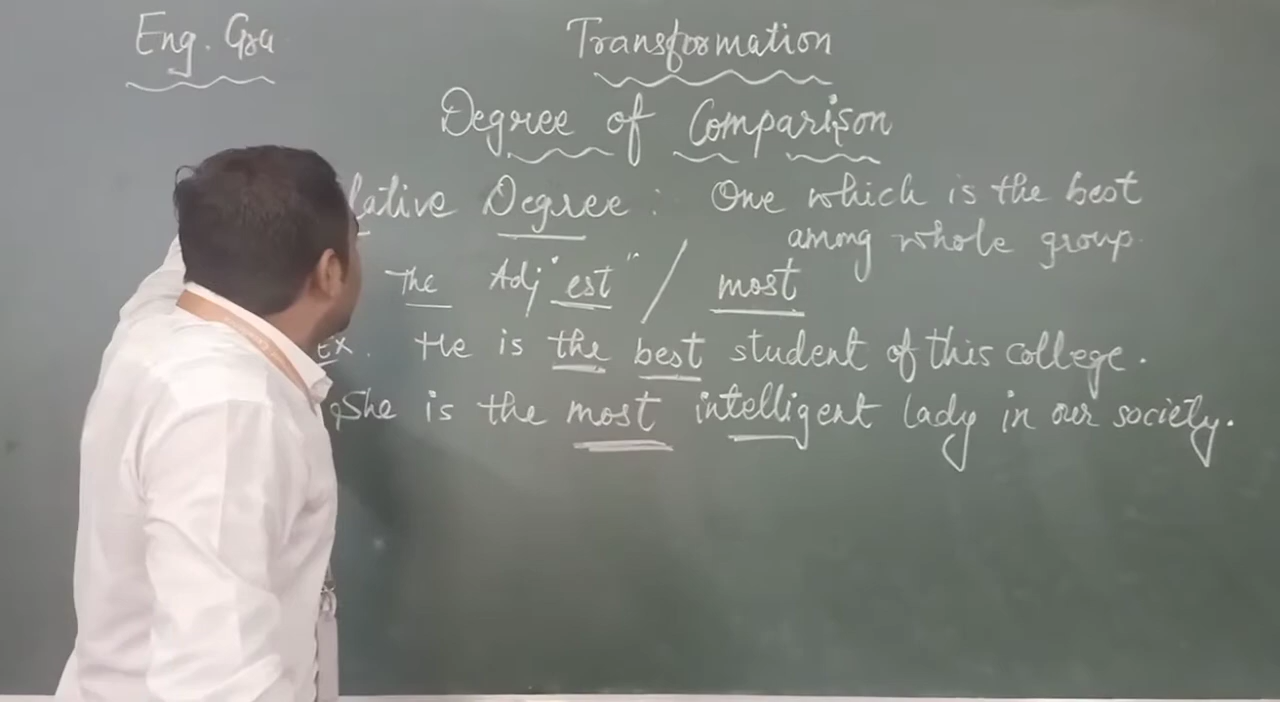 Eng. Gra
Transformation
Degree of Comparison
lative Degree : One which is the best
among whole group.
The Adj "est" / most
Ex. He is the best student of this college.
She is the most intelligent lady in our society.